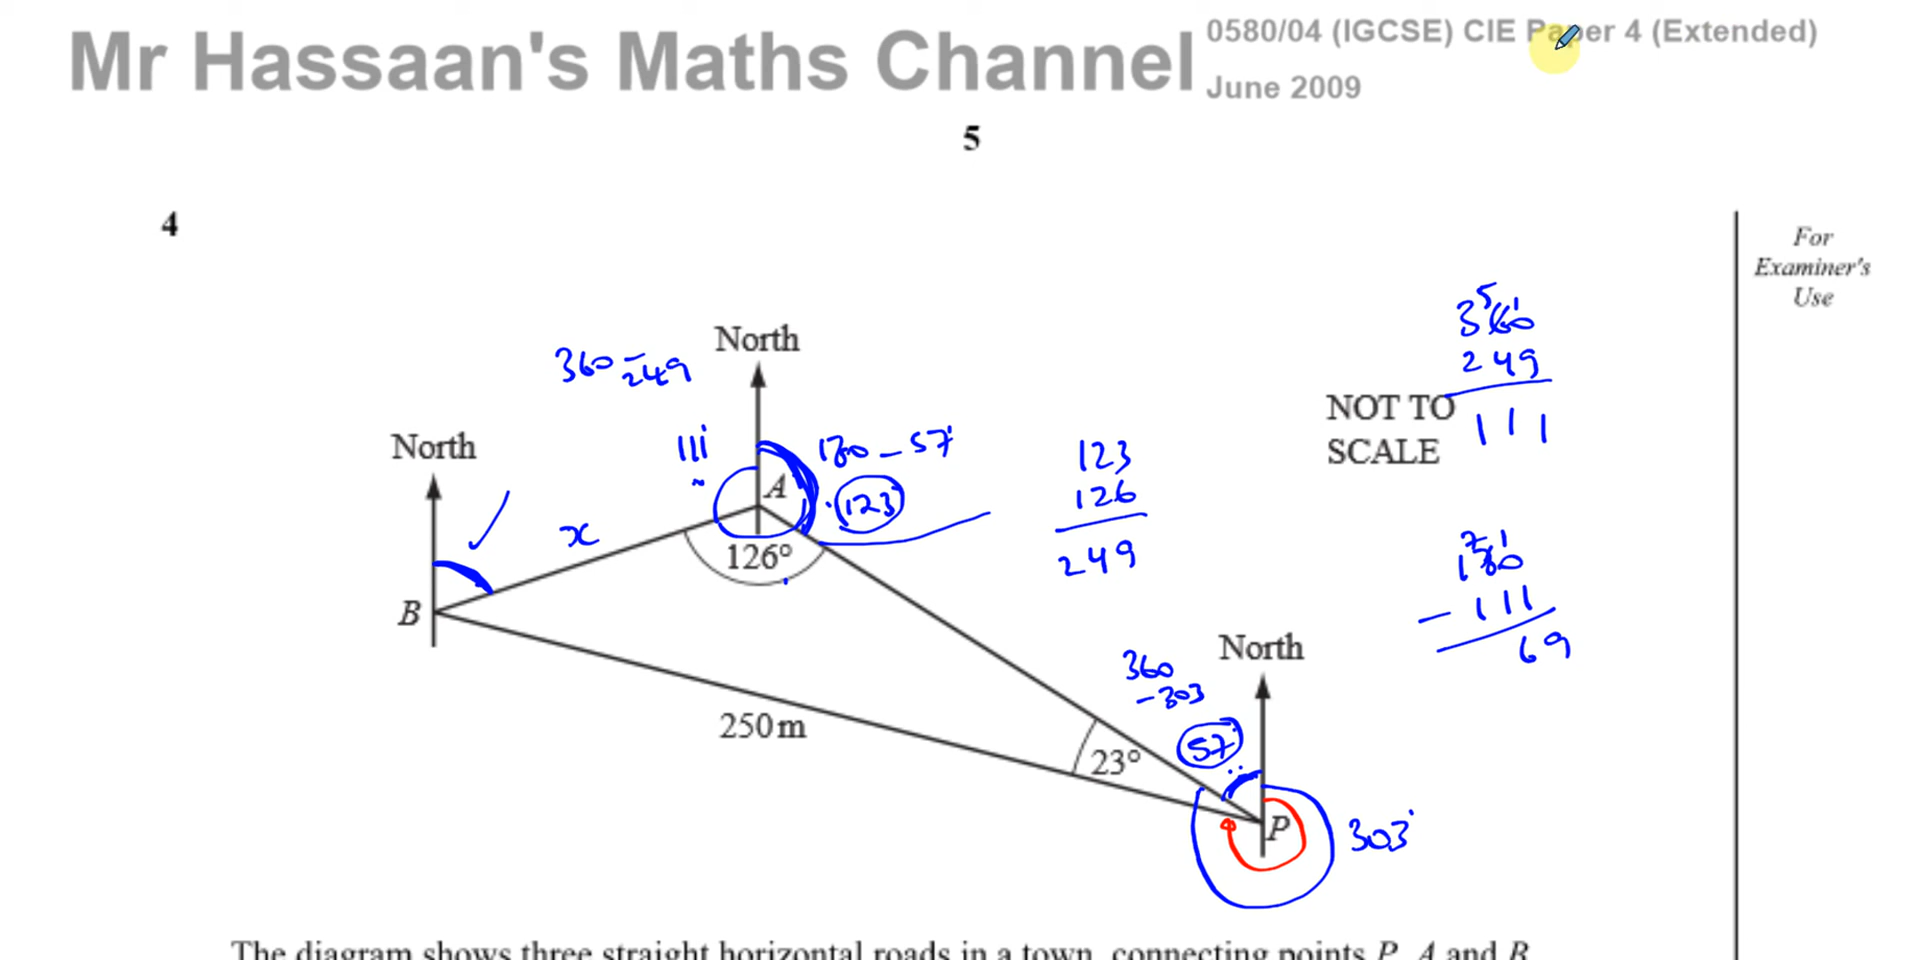 Mr Hassaan's Maths Channel
0580/04 (IGCSE) CIE Paper 4 (Extended)
June 2009
5
4
For
Examiner's
Use
North
360 - 249
North
111°
180 - 57°
A
123°
x
126°
B
123
126
249
NOT TO
SCALE
360
249
111
180
- 111
69
250 m
23°
360
- 303
57°
North
P
303°
The diagram shows three straight horizontal roads in a town, connecting points P, A and B.